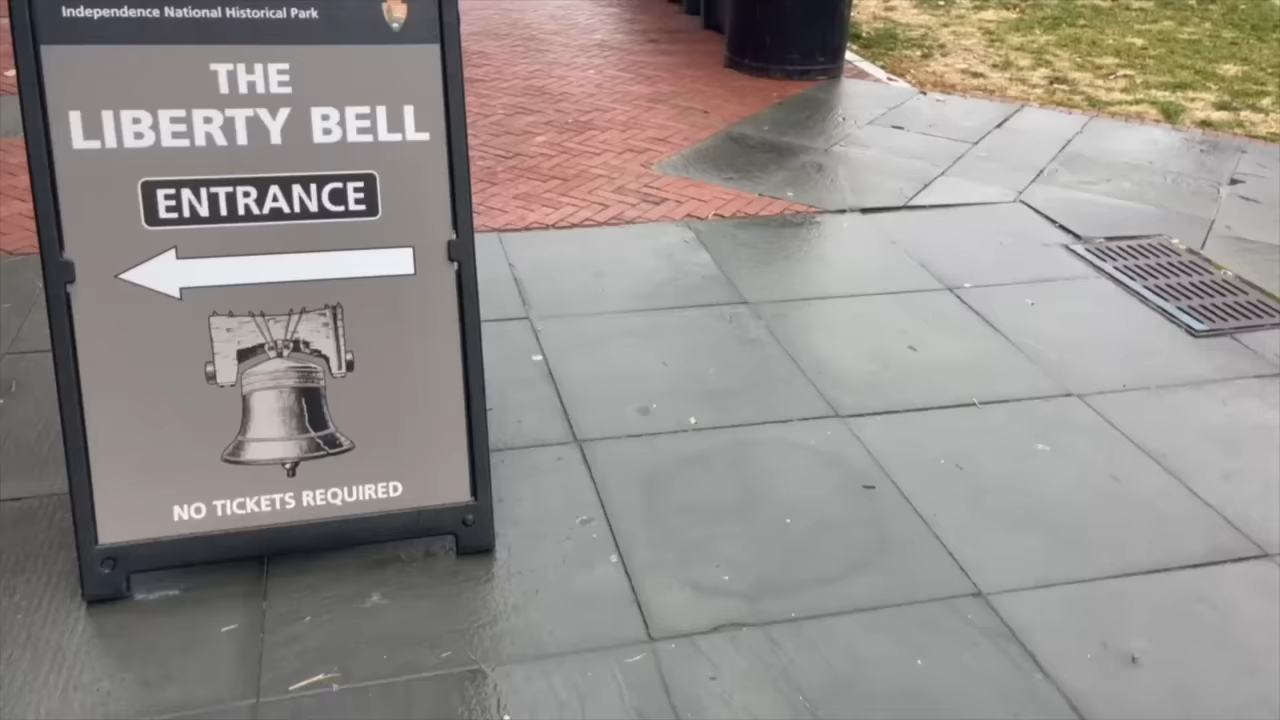 Independence National Historical Park
THE
LIBERTY BELL
ENTRANCE
NO TICKETS REQUIRED